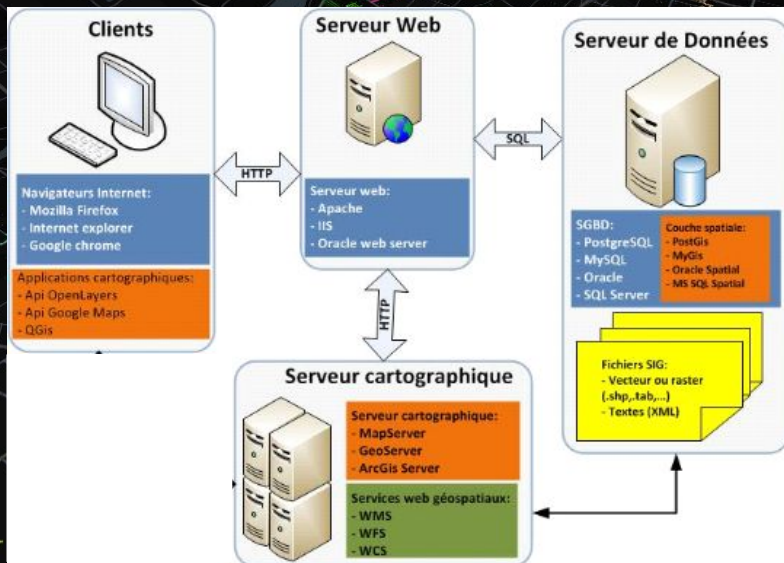 Clients
Navigateurs Internet:
- Mozilla Firefox
- Internet explorer
- Google chrome
Applications cartographiques:
- Api OpenLayers
- Api Google Maps
- QGis
HTTP
Serveur Web
Serveur web:
- Apache
- IIS
- Oracle web server
SQL
Serveur de Données
SGBD:
- PostgreSQL
- MySQL
- Oracle
- SQL Server
Couche spatiale:
- PostGis
- MyGis
- Oracle Spatial
- MS SQL Spatial
Fichiers SIG:
- Vecteur ou raster
(.shp,.tab,...)
- Textes (XML)
HTTP
Serveur cartographique
Serveur cartographique:
- MapServer
- GeoServer
- ArcGis Server
Services web géospatiaux:
- WMS
- WFS
- WCS